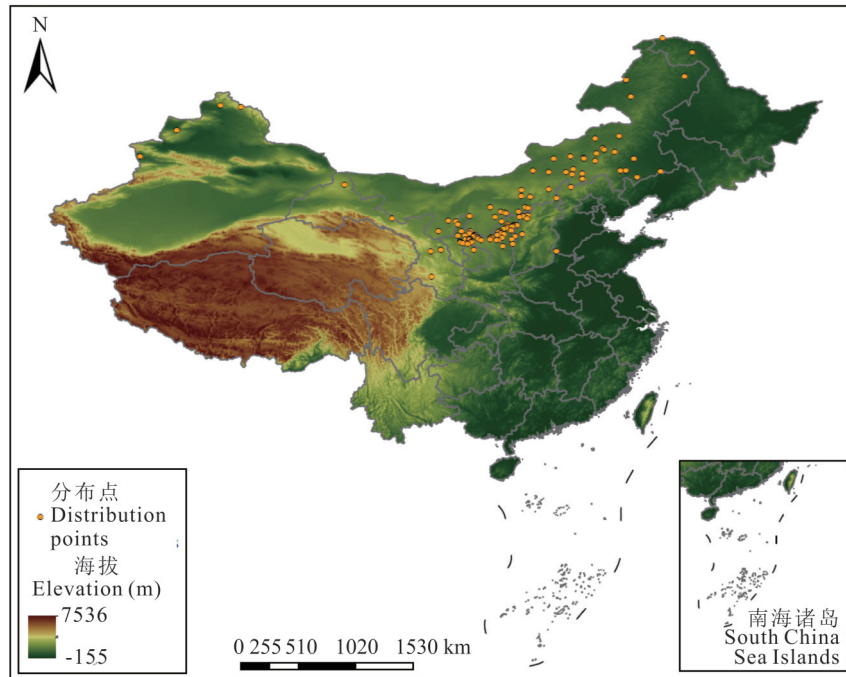 N
分布点
Distribution
points
海拔
Elevation (m)
7536
-155
0 255 510 1020 1530 km
南海诸岛
South China
Sea Islands